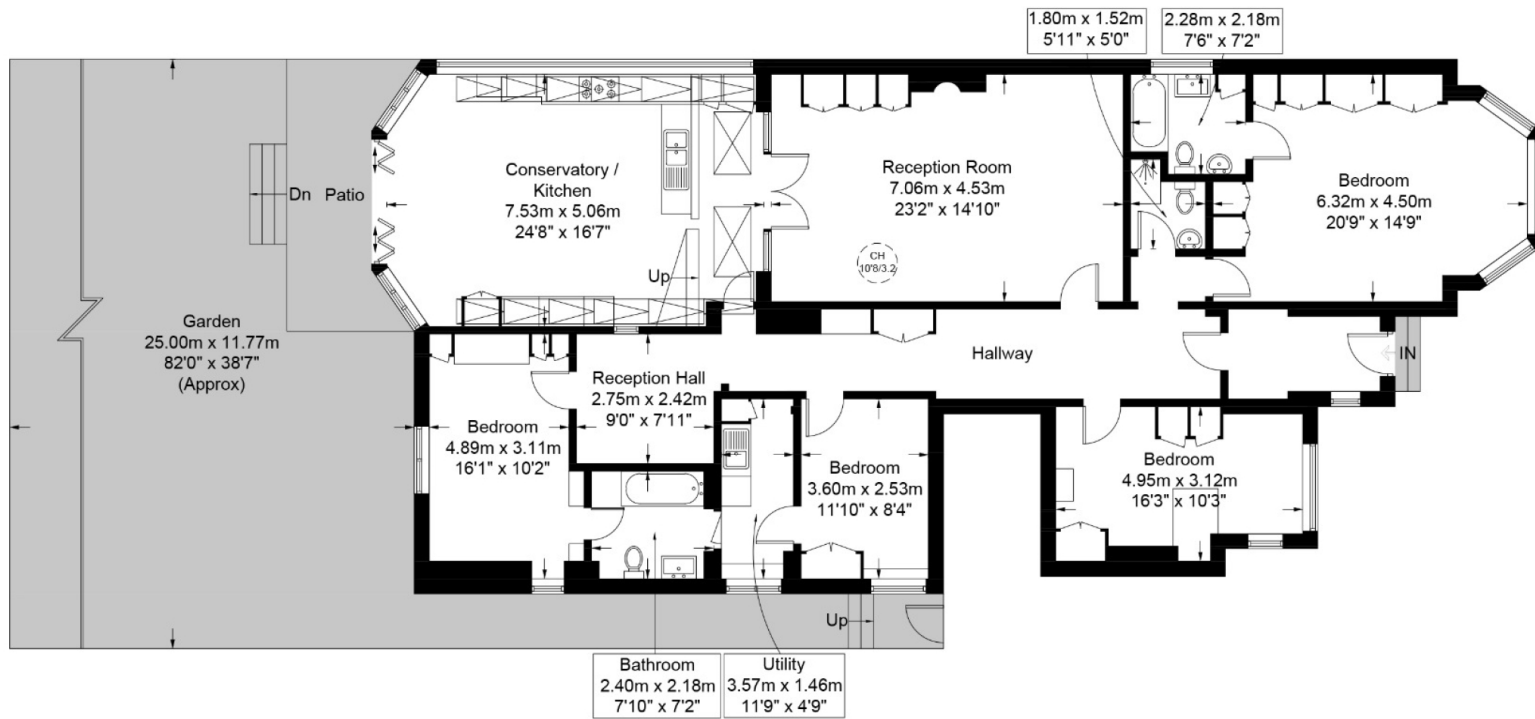 1.80m x 1.52m
5'11" x 5'0"
2.28m x 2.18m
7'6" x 7'2"
Conservatory /
Kitchen
7.53m x 5.06m
24'8" x 16'7"
Reception Room
7.06m x 4.53m
23'2" x 14'10"
Bedroom
6.32m x 4.50m
20'9" x 14'9"
Dn
Patio
CH
10'8/3.2
Up
Garden
25.00m x 11.77m
82'0" x 38'7"
(Approx)
Hallway
IN
Reception Hall
2.75m x 2.42m
9'0" x 7'11"
Bedroom
4.89m x 3.11m
16'1" x 10'2"
Bedroom
3.60m x 2.53m
11'10" x 8'4"
Bedroom
4.95m x 3.12m
16'3" x 10'3"
Up
Bathroom
2.40m x 2.18m
7'10" x 7'2"
Utility
3.57m x 1.46m
11'9" x 4'9"